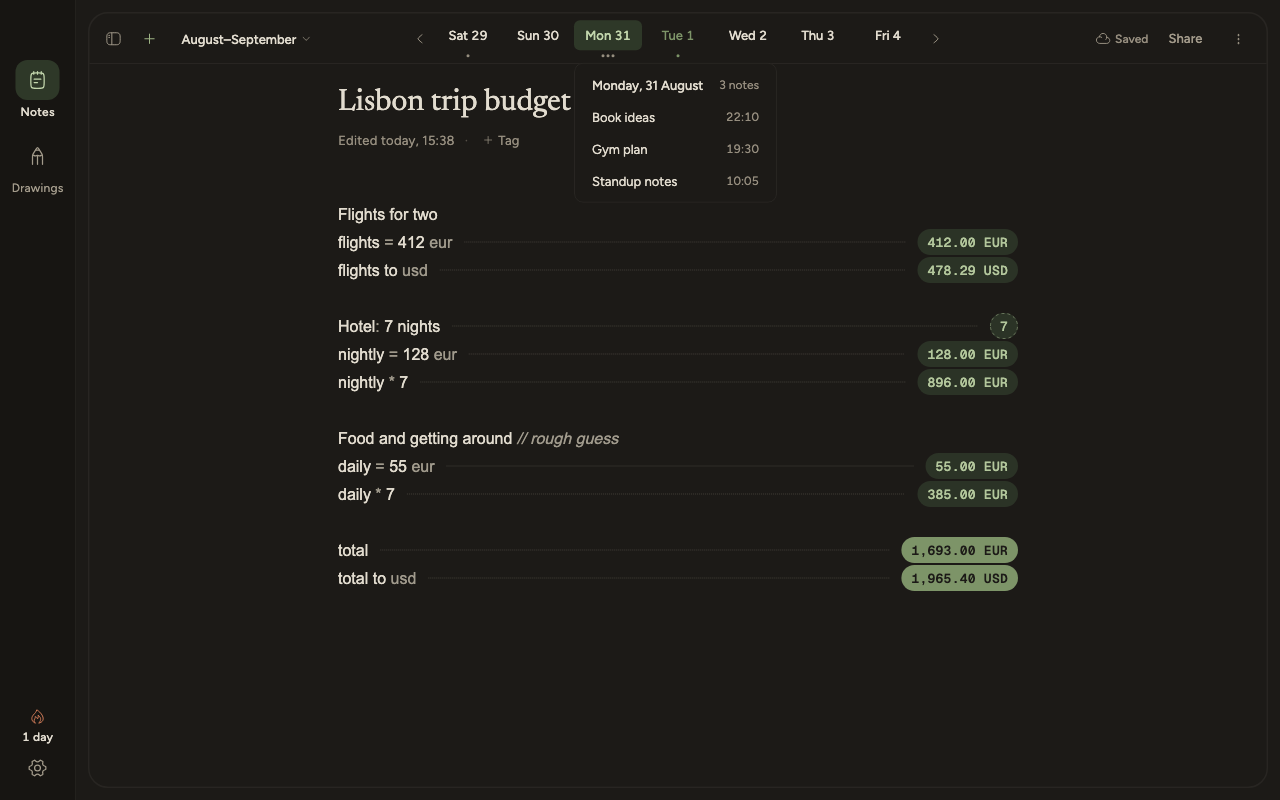 August–September
Sat 29
Sun 30
Mon 31
Tue 1
Wed 2
Thu 3
Fri 4
Saved
Share
Notes
Drawings
1 day
Monday, 31 August 3 notes
Book ideas 22:10
Gym plan 19:30
Standup notes 10:05
Lisbon trip budget
Edited today, 15:38 · + Tag
Flights for two
flights = 412 eur 412.00 EUR
flights to usd 478.29 USD
Hotel: 7 nights 7
nightly = 128 eur 128.00 EUR
nightly * 7 896.00 EUR
Food and getting around // rough guess
daily = 55 eur 55.00 EUR
daily * 7 385.00 EUR
total 1,693.00 EUR
total to usd 1,965.40 USD